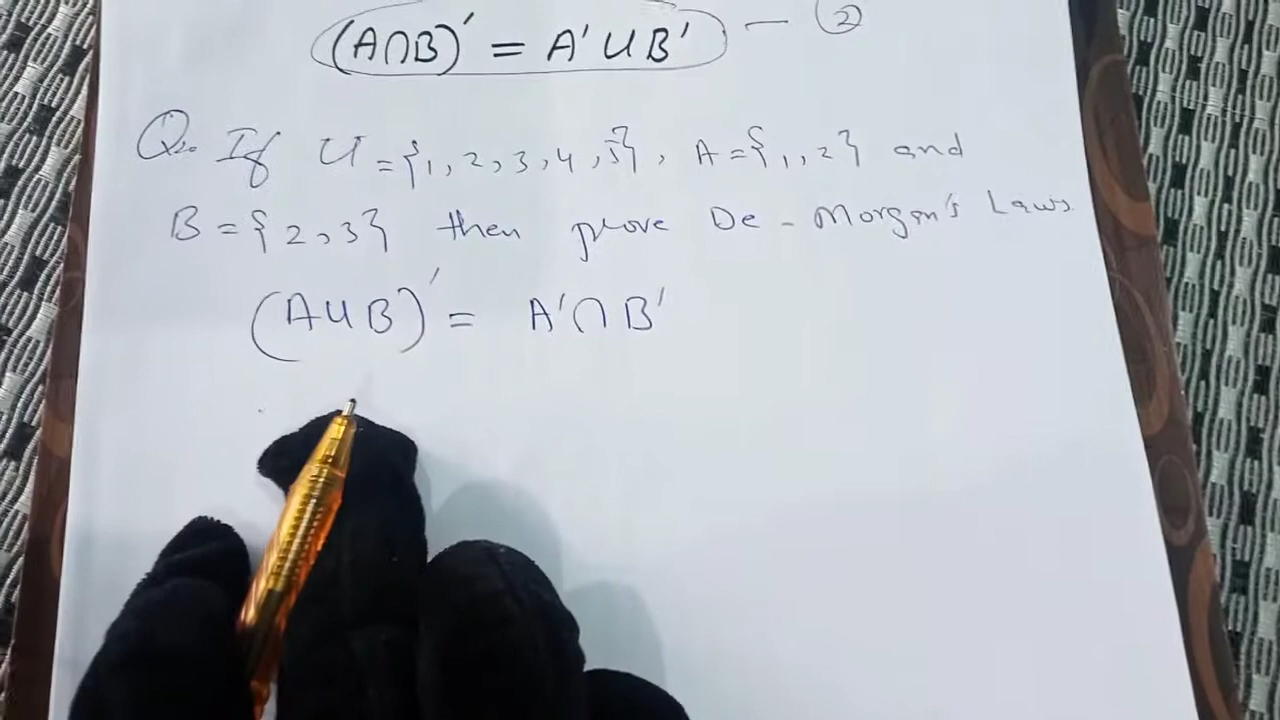 (A∩B)' = A'∪B' — ②
Q. If U = {1, 2, 3, 4, 5}, A = {1, 2} and
B = {2, 3} then prove De-Morgan's Laws.
(A∪B)' = A'∩B'